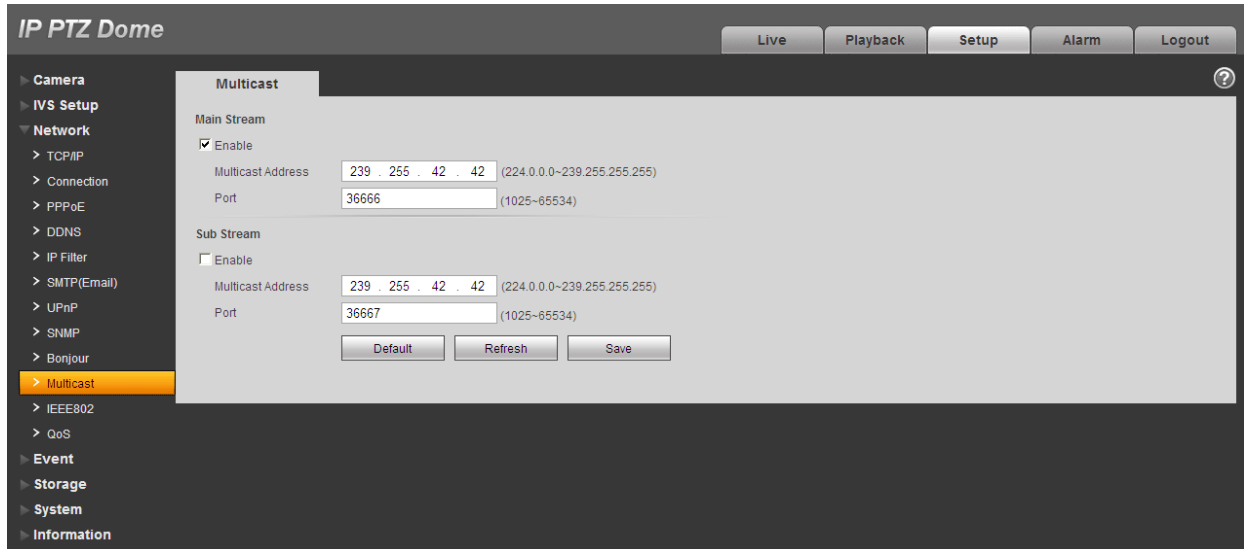 IP PTZ Dome
Live Playback Setup Alarm Logout
Camera
IVS Setup
Network
> TCP/IP
> Connection
> PPPoE
> DDNS
> IP Filter
> SMTP(Email)
> UPnP
> SNMP
> Bonjour
> Multicast
> IEEE802
> QoS
Event
Storage
System
Information
Multicast ?
Main Stream
Enable
Multicast Address 239 . 255 . 42 . 42 (224.0.0.0~239.255.255.255)
Port 36666 (1025~65534)
Sub Stream
Enable
Multicast Address 239 . 255 . 42 . 42 (224.0.0.0~239.255.255.255)
Port 36667 (1025~65534)
Default Refresh Save